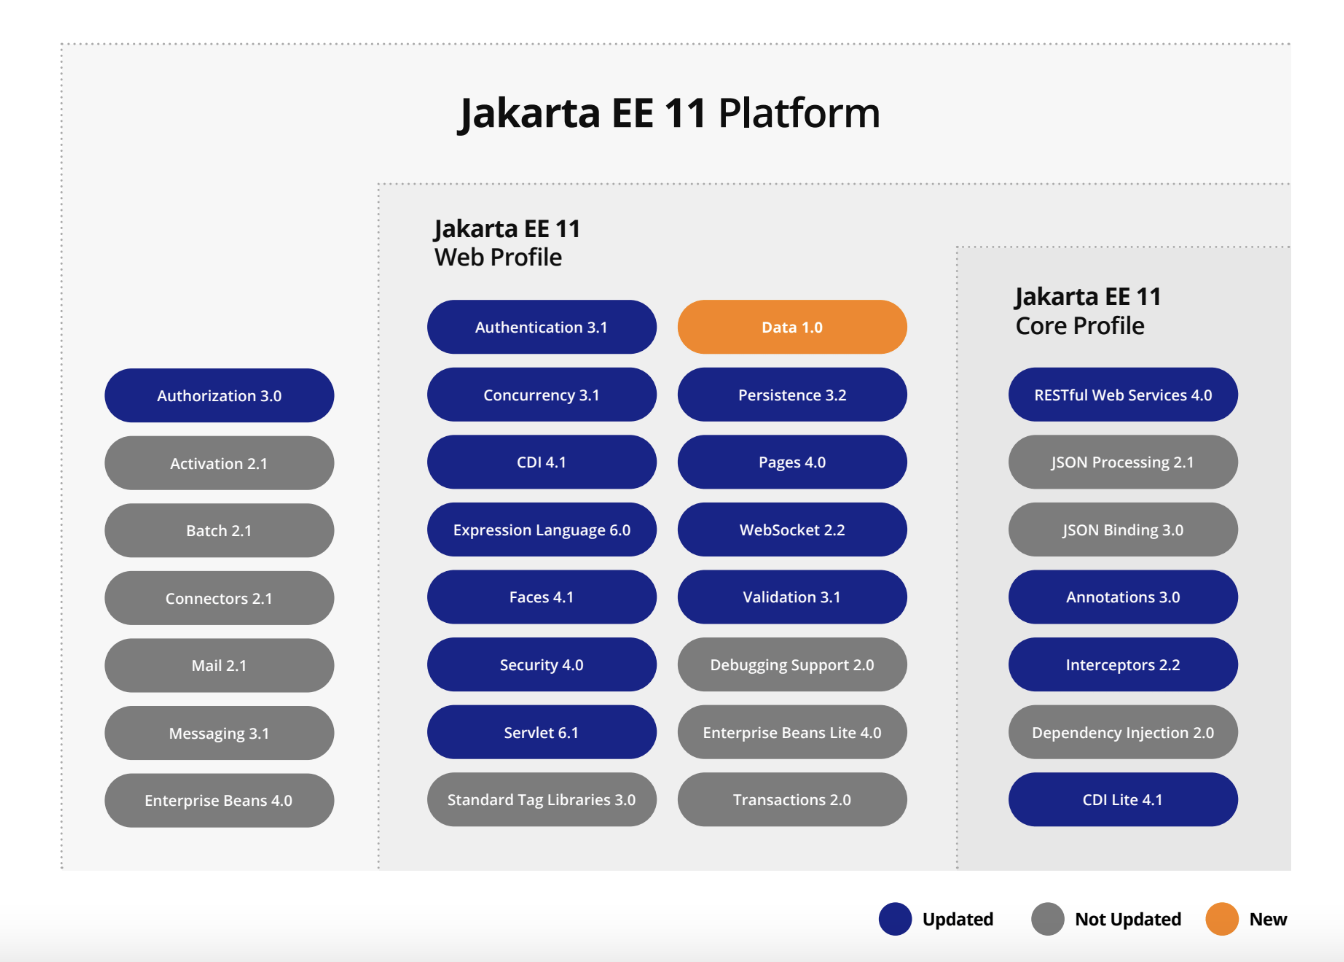 Jakarta EE 11 Platform
Authorization 3.0
Activation 2.1
Batch 2.1
Connectors 2.1
Mail 2.1
Messaging 3.1
Enterprise Beans 4.0
Jakarta EE 11
Web Profile
Authentication 3.1
Concurrency 3.1
CDI 4.1
Expression Language 6.0
Faces 4.1
Security 4.0
Servlet 6.1
Standard Tag Libraries 3.0
Data 1.0
Persistence 3.2
Pages 4.0
WebSocket 2.2
Validation 3.1
Debugging Support 2.0
Enterprise Beans Lite 4.0
Transactions 2.0
Jakarta EE 11
Core Profile
RESTful Web Services 4.0
JSON Processing 2.1
JSON Binding 3.0
Annotations 3.0
Interceptors 2.2
Dependency Injection 2.0
CDI Lite 4.1
Updated
Not Updated
New